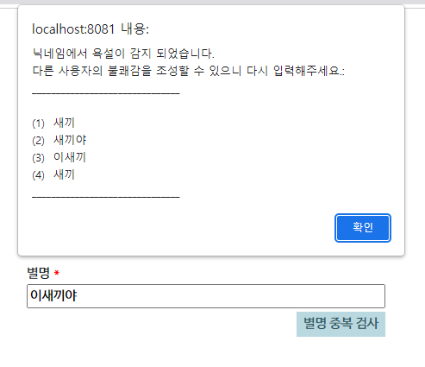 localhost:8081 내용:
닉네임에서 욕설이 감지 되었습니다.
다른 사용자의 불쾌감을 조성할 수 있으니 다시 입력해주세요.:
______________________________
(1) 새끼
(2) 새끼야
(3) 이새끼
(4) 새끼
______________________________
확인
별명 *
이새끼야
별명 중복 검사